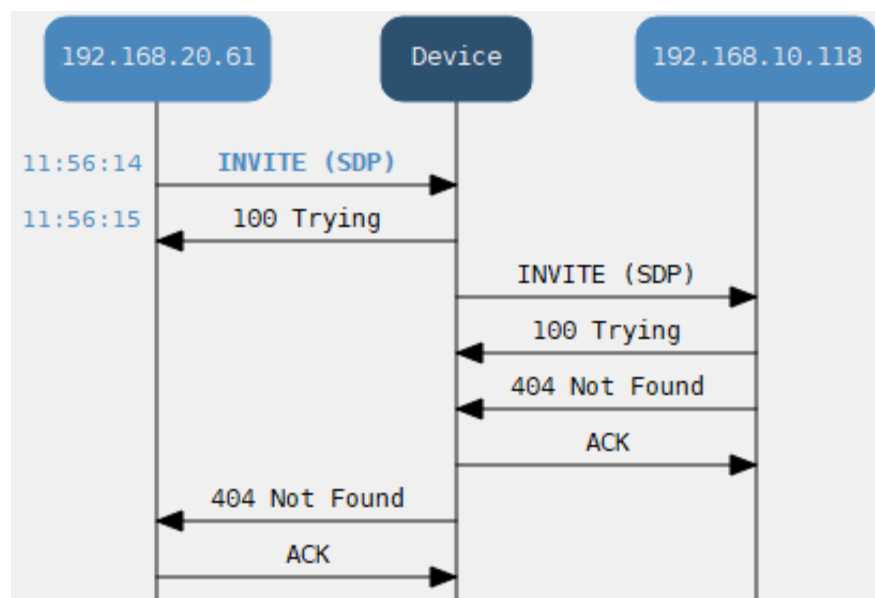 192.168.20.61
Device
192.168.10.118
11:56:14
INVITE (SDP)
11:56:15
100 Trying
INVITE (SDP)
100 Trying
404 Not Found
ACK
404 Not Found
ACK